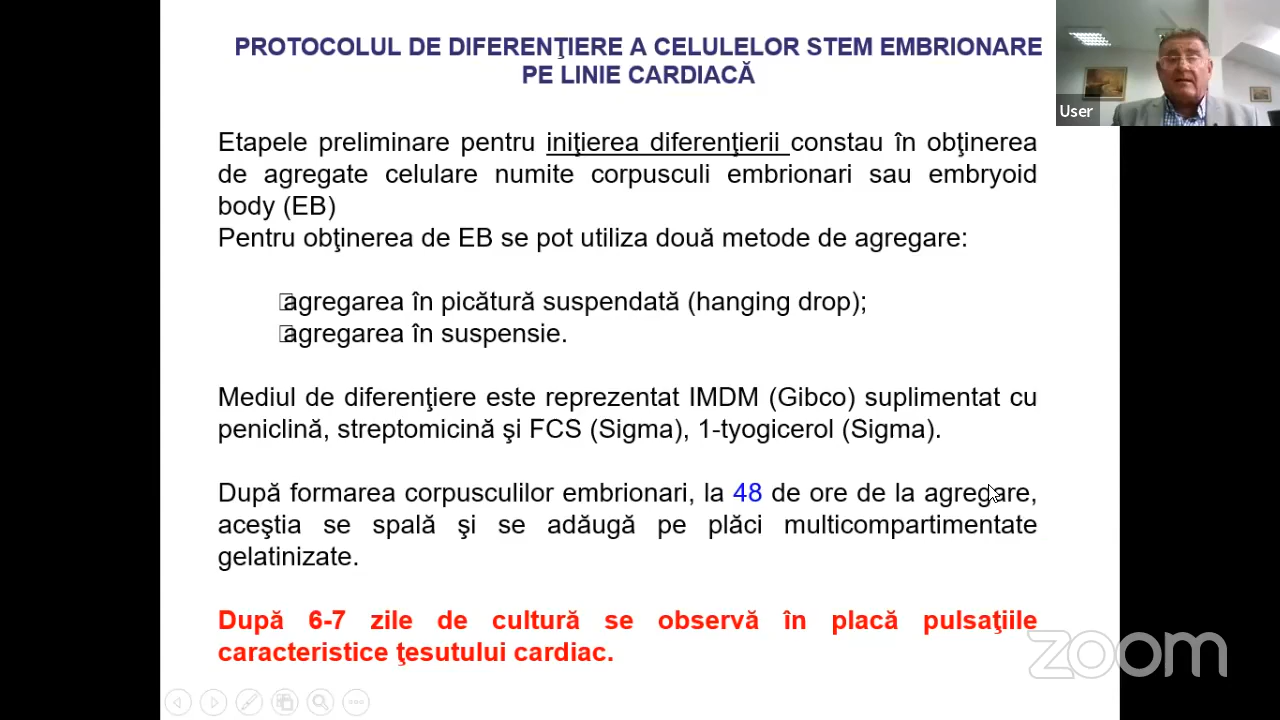 PROTOCOLUL DE DIFERENŢIERE A CELULELOR STEM EMBRIONARE
PE LINIE CARDIACĂ
User
Etapele preliminare pentru iniţierea diferenţierii constau în obţinerea
de agregate celulare numite corpusculi embrionari sau embryoid
body (EB)
Pentru obţinerea de EB se pot utiliza două metode de agregare:
agregarea în picătură suspendată (hanging drop);
agregarea în suspensie.
Mediul de diferenţiere este reprezentat IMDM (Gibco) suplimentat cu
peniclină, streptomicină şi FCS (Sigma), 1-tyogicerol (Sigma).
După formarea corpusculilor embrionari, la 48 de ore de la agregare,
aceştia se spală şi se adăugă pe plăci multicompartimentate
gelatinizate.
După 6-7 zile de cultură se observă în placă pulsaţiile
caracteristice ţesutului cardiac.
zoom